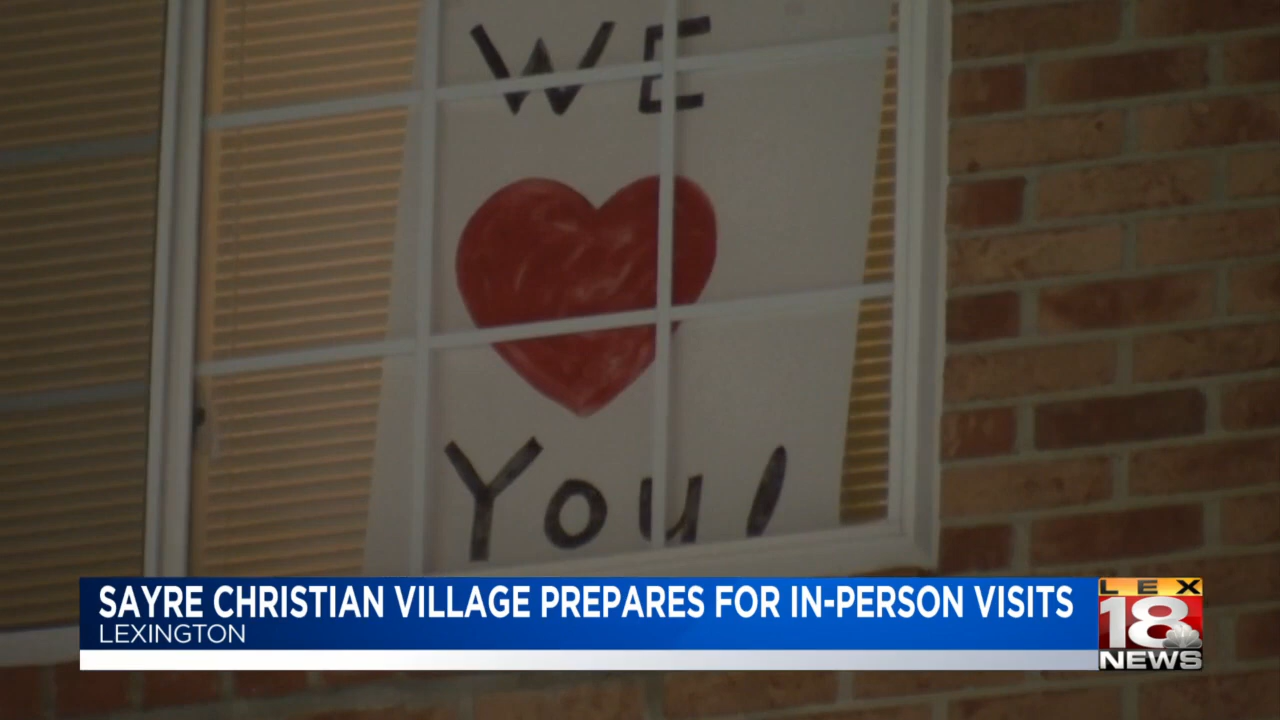 WE
You!
SAYRE CHRISTIAN VILLAGE PREPARES FOR IN-PERSON VISITS
LEXINGTON
LEX
18
NEWS